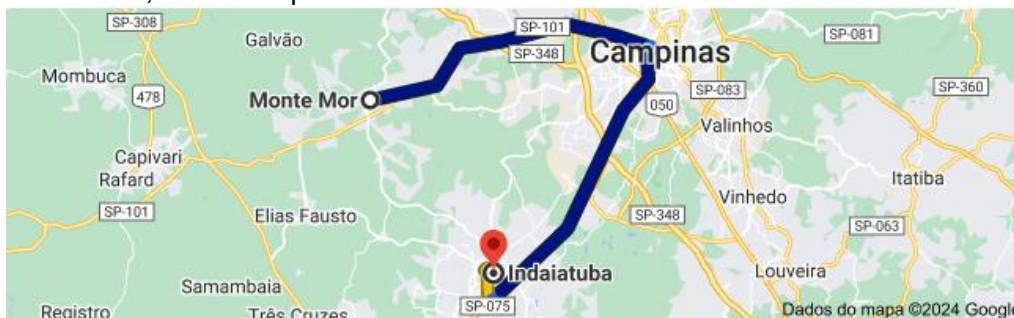 SP-308
Galvão
SP-101
SP-081
Campinas
SP-348
Mombuca
478
Monte Mor
SP-083
SP-360
050
Valinhos
Capivari
Rafard
Itatiba
Vinhedo
SP-101
Elias Fausto
SP-348
SP-063
Indaiatuba
Louveira
Samambaia
SP-075
Registro
Três Cruzes
Dados do mapa ©2024 Google